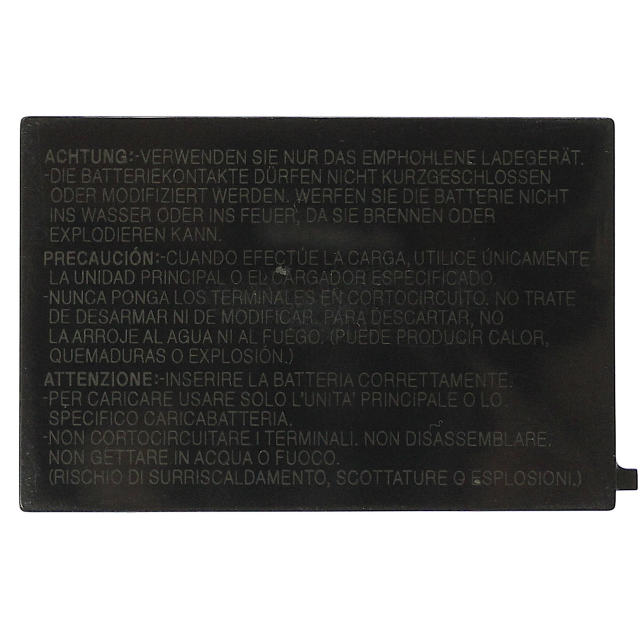 ACHTUNG:-VERWENDEN SIE NUR DAS EMPHOHLENE LADEGERÄT.
-DIE BATTERIEKONTAKTE DÜRFEN NICHT KURZGESCHLOSSEN
ODER MODIFIZIERT WERDEN. WERFEN SIE DIE BATTERIE NICHT
INS WASSER ODER INS FEUER, DA SIE BRENNEN ODER
EXPLODIEREN KANN.
PRECAUCIÓN:-CUANDO EFECTÚE LA CARGA, UTILICE ÚNICAMENTE
LA UNIDAD PRINCIPAL O EL CARGADOR ESPECIFICADO.
-NUNCA PONGA LOS TERMINALES EN CORTOCIRCUITO. NO TRATE
DE DESARMAR NI DE MODIFICAR. PARA DESCARTAR, NO
LA ARROJE AL AGUA NI AL FUEGO. (PUEDE PRODUCIR CALOR,
QUEMADURAS O EXPLOSIÓN.)
ATTENZIONE:-INSERIRE LA BATTERIA CORRETTAMENTE.
-PER CARICARE USARE SOLO L'UNITA' PRINCIPALE O LO
SPECIFICO CARICABATTERIA.
-NON CORTOCIRCUITARE I TERMINALI. NON DISASSEMBLARE.
NON GETTARE IN ACQUA O FUOCO.
(RISCHIO DI SURRISCALDAMENTO, SCOTTATURE O ESPLOSIONI.)